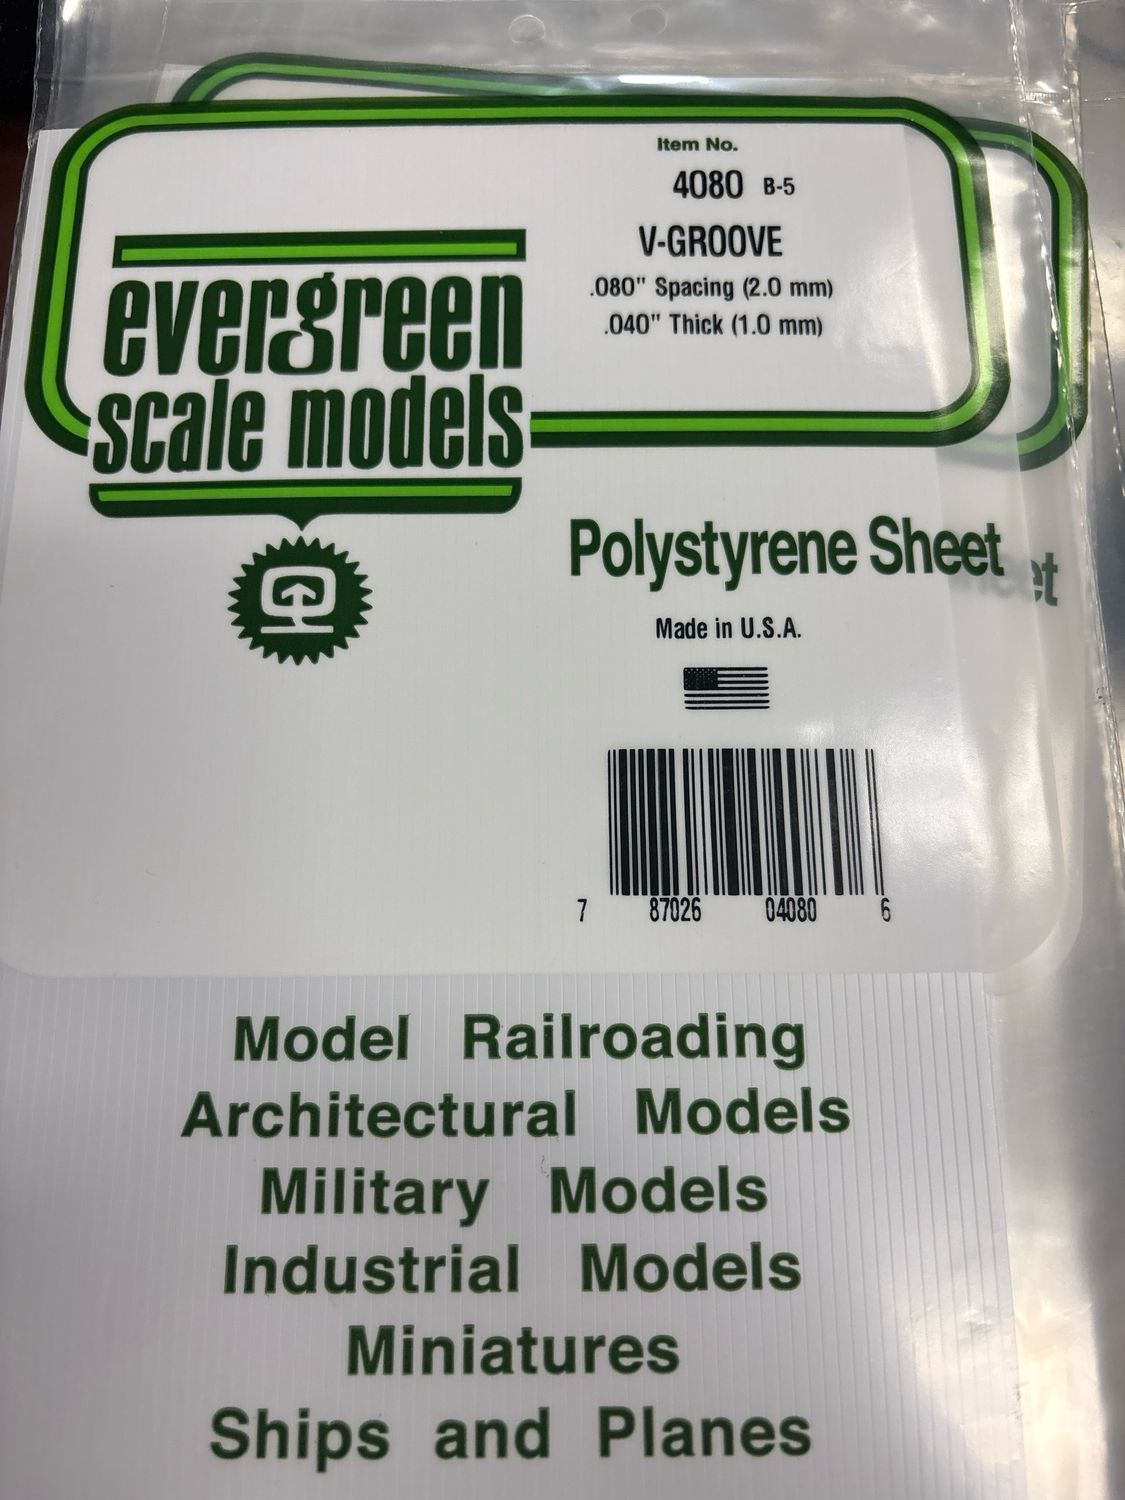 Item No.
4080 B-5
V-GROOVE
.080" Spacing (2.0 mm)
.040" Thick (1.0 mm)
evergreen
scale models
Polystyrene Sheet
et
Made in U.S.A.
7 87026 04080 6
Model Railroading
Architectural Models
Military Models
Industrial Models
Miniatures
Ships and Planes